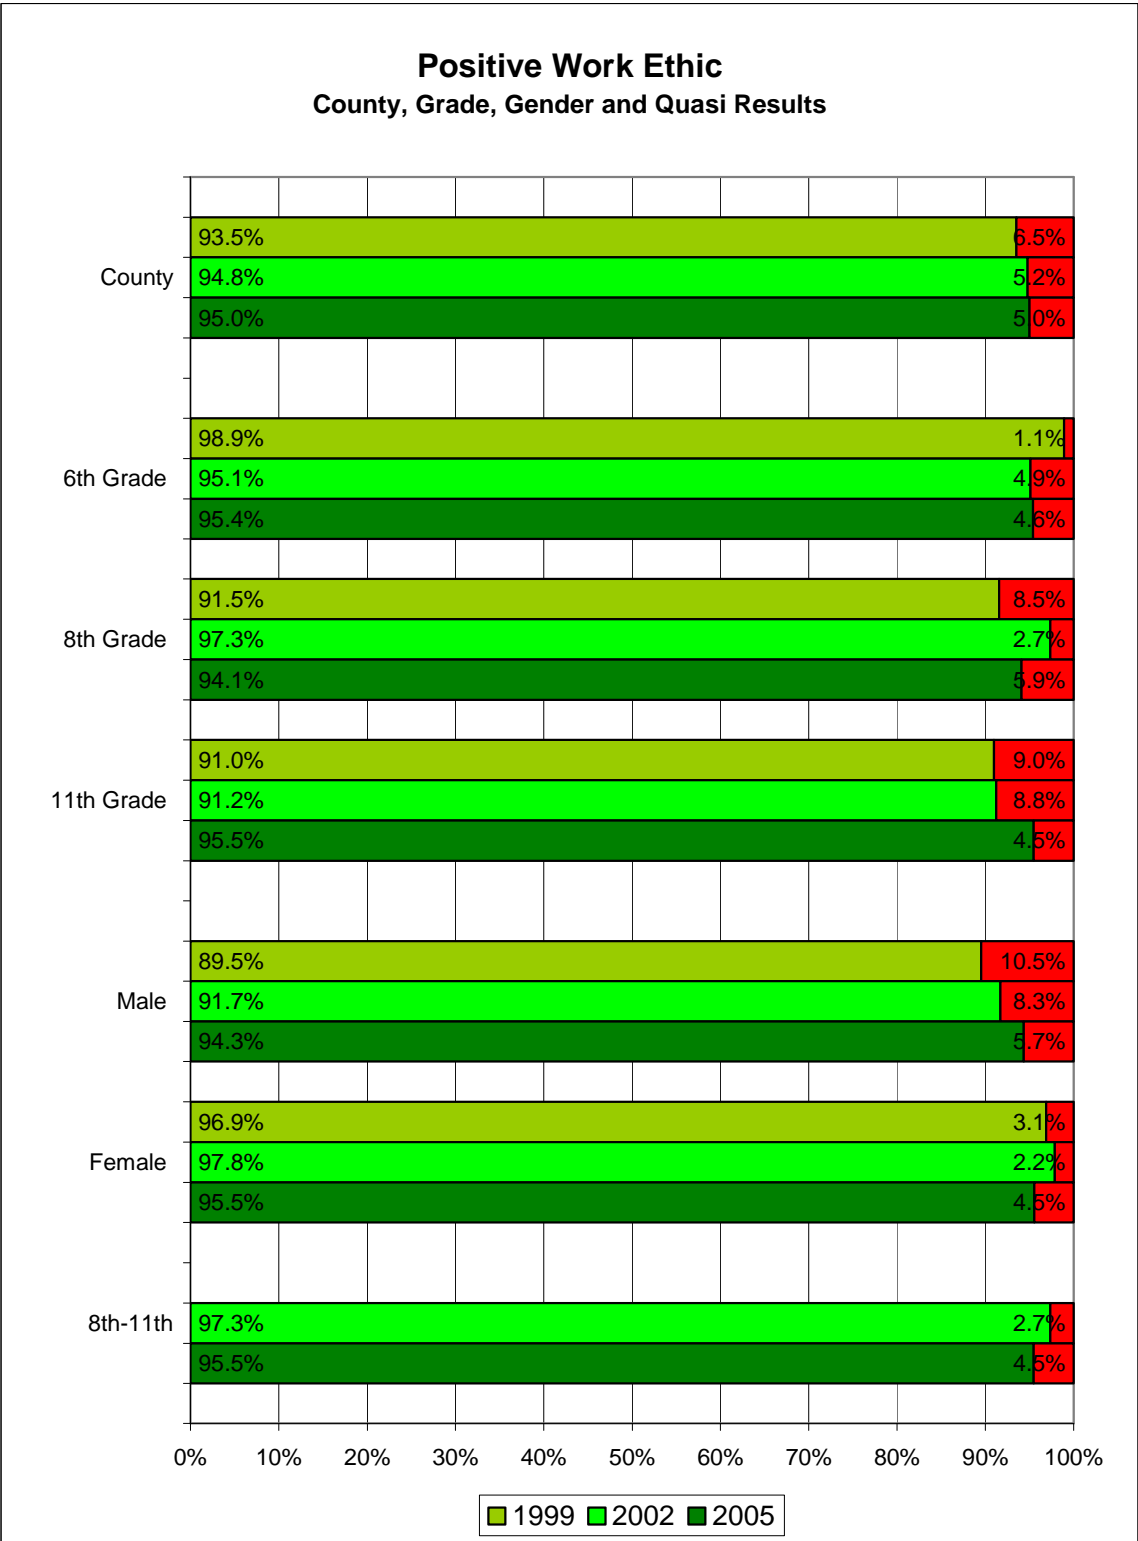 Positive Work Ethic
County, Grade, Gender and Quasi Results
93.5% 6.5%
County 94.8% 5.2%
95.0% 5.0%
98.9% 1.1%
6th Grade 95.1% 4.9%
95.4% 4.6%
91.5% 8.5%
8th Grade 97.3% 2.7%
94.1% 5.9%
91.0% 9.0%
11th Grade 91.2% 8.8%
95.5% 4.5%
89.5% 10.5%
Male 91.7% 8.3%
94.3% 5.7%
96.9% 3.1%
Female 97.8% 2.2%
95.5% 4.5%
8th-11th 97.3% 2.7%
95.5% 4.5%
0% 10% 20% 30% 40% 50% 60% 70% 80% 90% 100%
1999 2002 2005